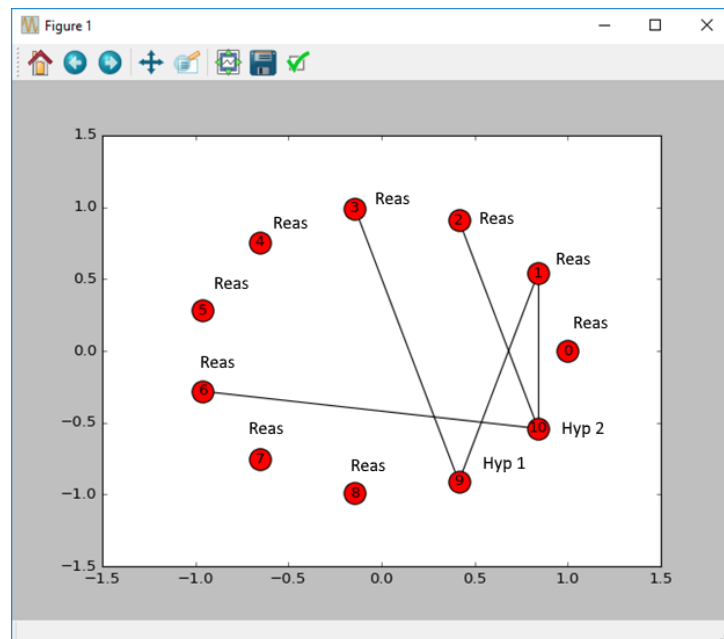 Figure 1
1.5
1.0
0.5
0.0
−0.5
−1.0
−1.5
−1.5
−1.0
−0.5
0.0
0.5
1.0
1.5
3 Reas
2 Reas
4 Reas
1 Reas
5 Reas
0 Reas
6 Reas
10 Hyp 2
7 Reas
9 Hyp 1
8 Reas